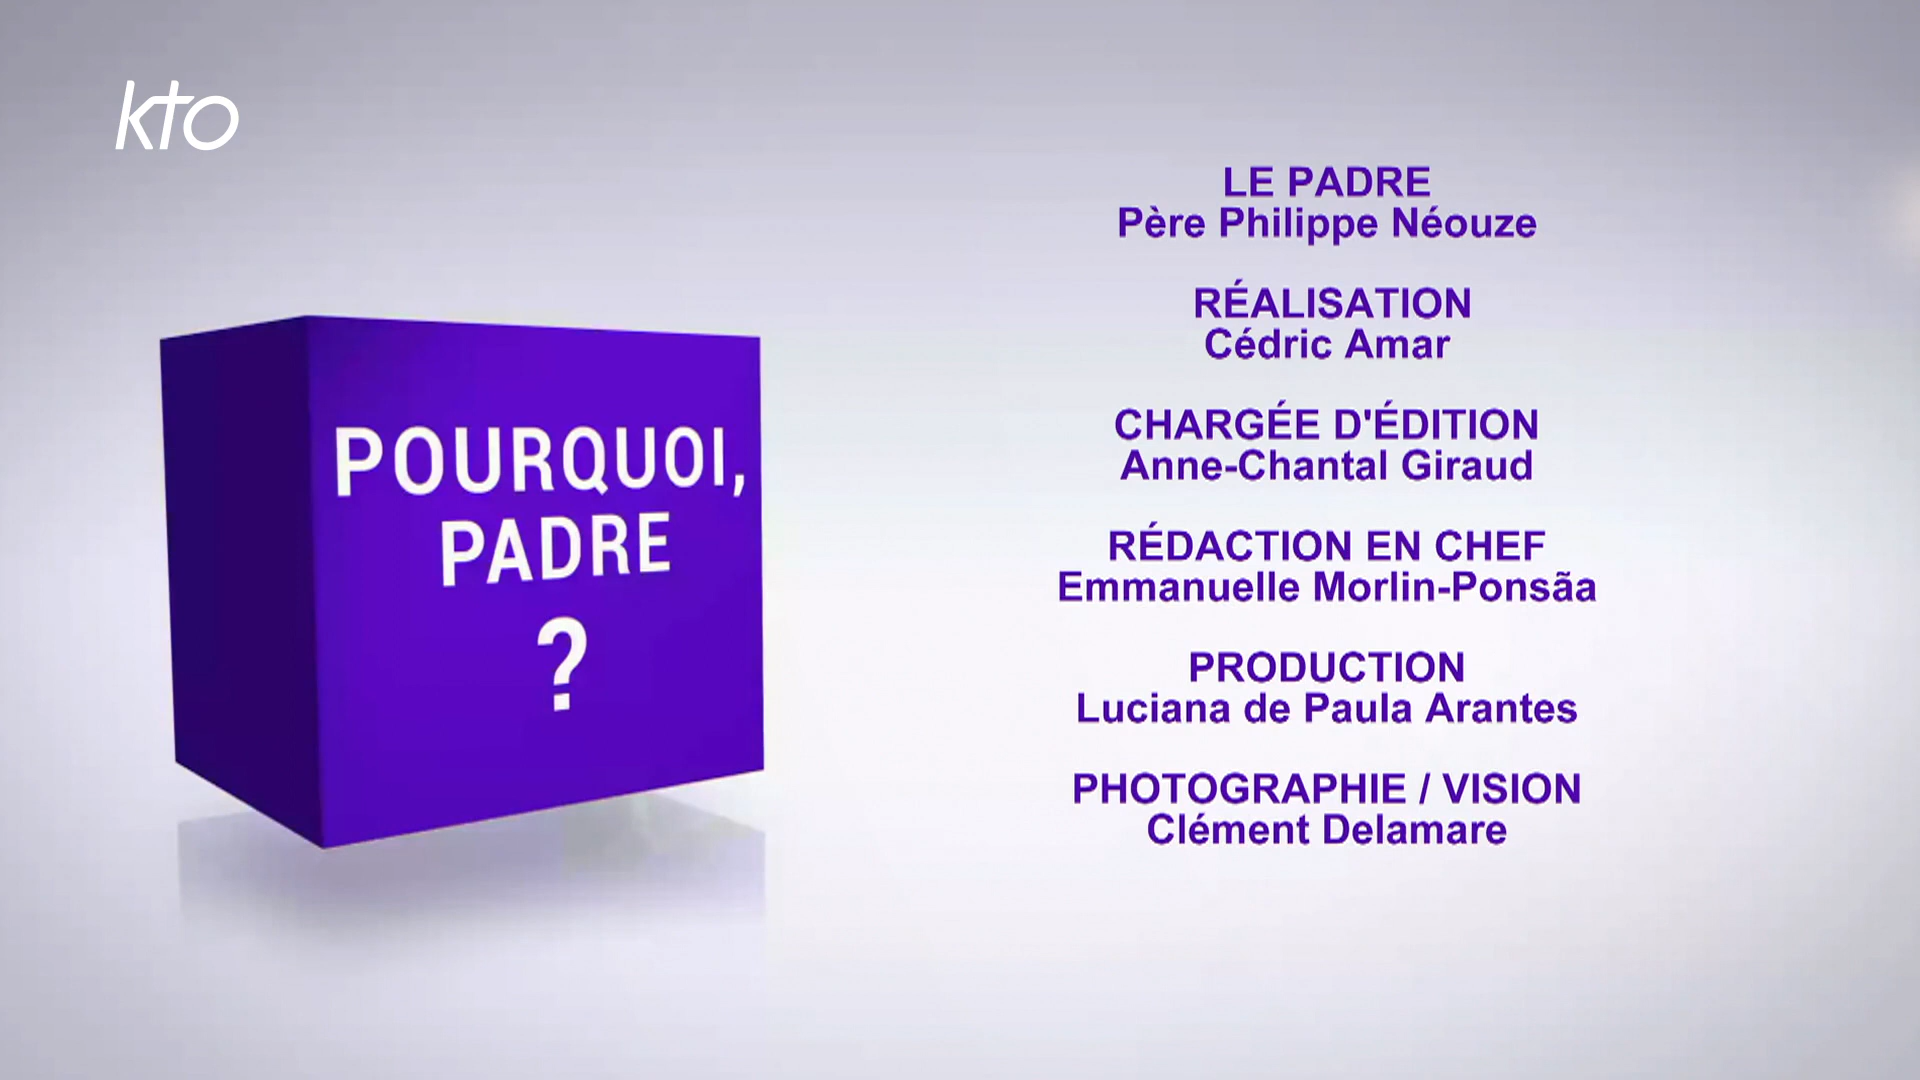 kto
POURQUOI,
PADRE
?
LE PADRE
Père Philippe Néouze
RÉALISATION
Cédric Amar
CHARGÉE D'ÉDITION
Anne-Chantal Giraud
RÉDACTION EN CHEF
Emmanuelle Morlin-Ponsãa
PRODUCTION
Luciana de Paula Arantes
PHOTOGRAPHIE / VISION
Clément Delamare